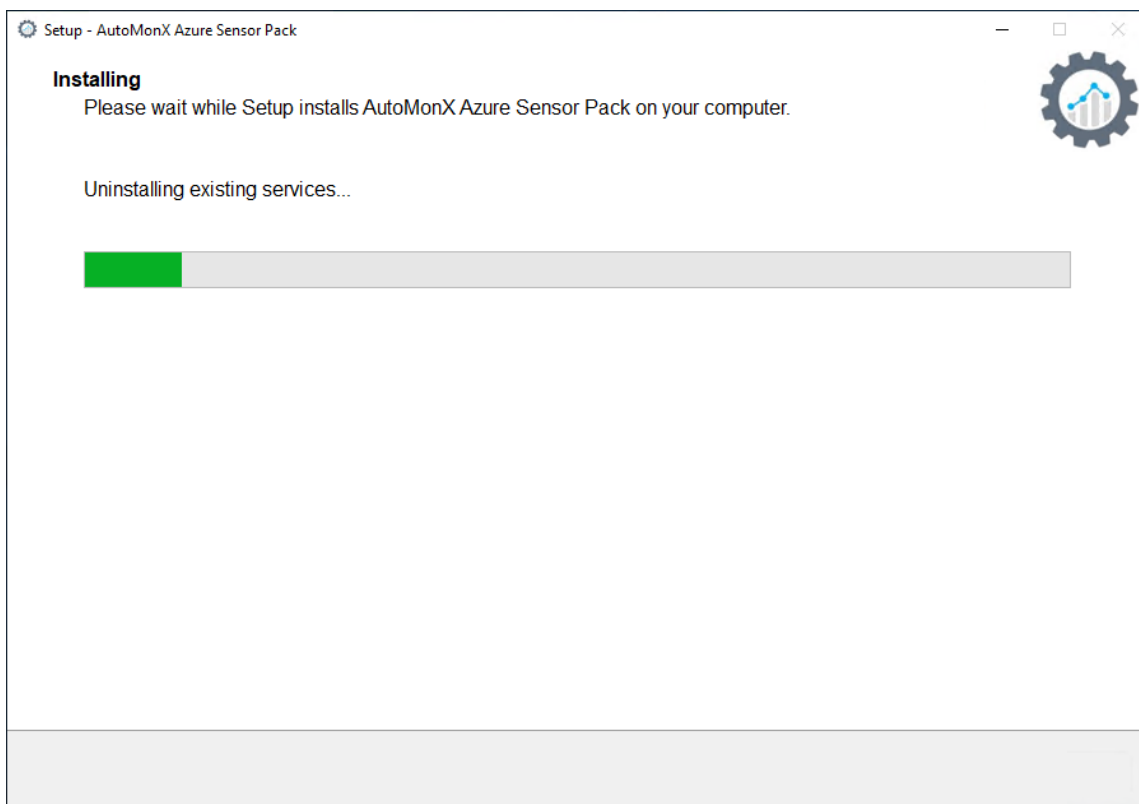 Setup - AutoMonX Azure Sensor Pack
Installing
Please wait while Setup installs AutoMonX Azure Sensor Pack on your computer.
Uninstalling existing services...